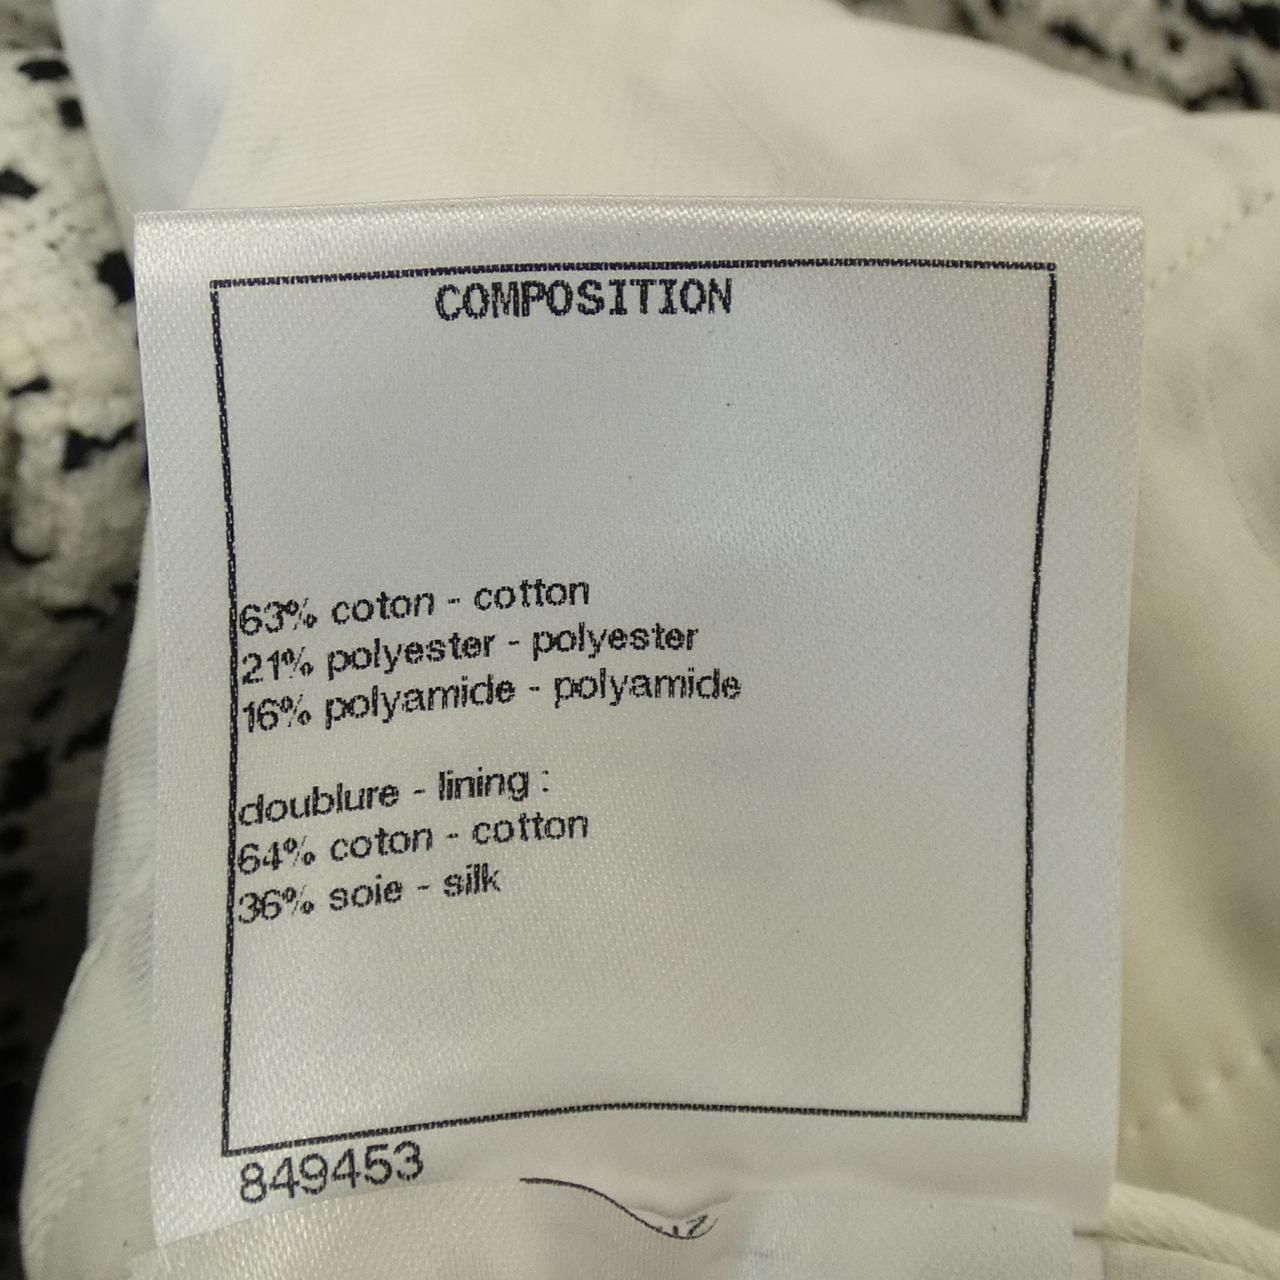 COMPOSITION
63% coton - cotton
21% polyester - polyester
16% polyamide - polyamide
doublure - lining :
64% coton - cotton
36% soie - silk
849453